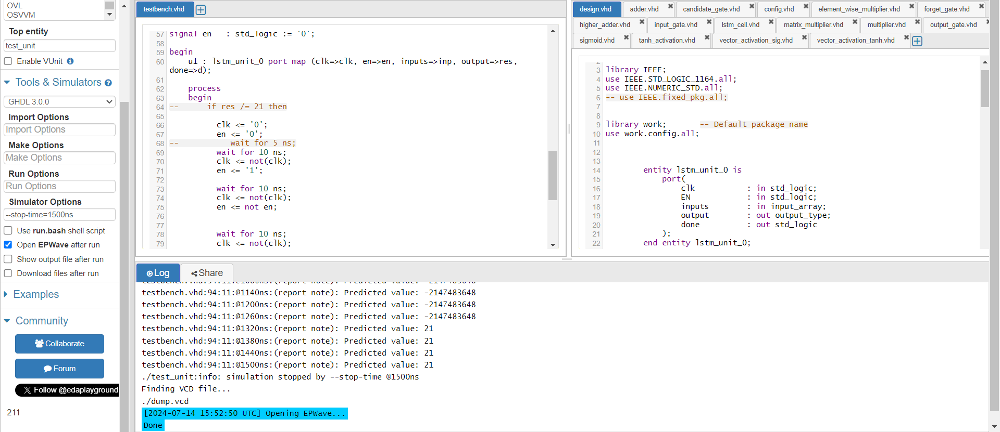 OVL
OSVVM
Top entity
test_unit
Enable VUnit
Tools & Simulators
GHDL 3.0.0
Import Options
Import Options
Make Options
Make Options
Run Options
Run Options
Simulator Options
--stop-time=1500ns
Use run.bash shell script
Open EPWave after run
Show output file after run
Download files after run
Examples
Community
Collaborate
Forum
Follow @edaplayground
211
testbench.vhd
57 signal en   : std_logic := '0';
58
59 begin
60     u1 : lstm_unit_0 port map (clk=>clk, en=>en, inputs=>inp, output=>res,
done=>d);
61
62     process
63     begin
64 --      if res /= 21 then
65
66           clk <= '0';
67           en <= '0';
68 --           wait for 5 ns;
69           wait for 10 ns;
70           clk <= not(clk);
71           en <= '1';
72
73           wait for 10 ns;
74           clk <= not(clk);
75           en <= not en;
76
77
78           wait for 10 ns;
79           clk <= not(clk);
design.vhd adder.vhd candidate_gate.vhd config.vhd element_wise_multiplier.vhd forget_gate.vhd
higher_adder.vhd input_gate.vhd lstm_cell.vhd matrix_multiplier.vhd multiplier.vhd output_gate.vhd
sigmoid.vhd tanh_activation.vhd vector_activation_sig.vhd vector_activation_tanh.vhd
2
3 library IEEE;
4 use IEEE.STD_LOGIC_1164.all;
5 use IEEE.NUMERIC_STD.all;
6 -- use IEEE.fixed_pkg.all;
7
8
9 library work;       -- Default package name
10 use work.config.all;
11
12
13
14         entity lstm_unit_0 is
15             port(
16                 clk           : in std_logic;
17                 EN            : in std_logic;
18                 inputs        : in input_array;
19                 output        : out output_type;
20                 done          : out std_logic
21             );
22         end entity lstm_unit_0;
Log
Share
testbench.vhd:94:11:@1080ns:(report note): Predicted value: -2147483648
testbench.vhd:94:11:@1140ns:(report note): Predicted value: -2147483648
testbench.vhd:94:11:@1200ns:(report note): Predicted value: -2147483648
testbench.vhd:94:11:@1260ns:(report note): Predicted value: -2147483648
testbench.vhd:94:11:@1320ns:(report note): Predicted value: 21
testbench.vhd:94:11:@1380ns:(report note): Predicted value: 21
testbench.vhd:94:11:@1440ns:(report note): Predicted value: 21
testbench.vhd:94:11:@1500ns:(report note): Predicted value: 21
./test_unit:info: simulation stopped by --stop-time @1500ns
Finding VCD file...
./dump.vcd
[2024-07-14 15:52:50 UTC] Opening EPWave...
Done